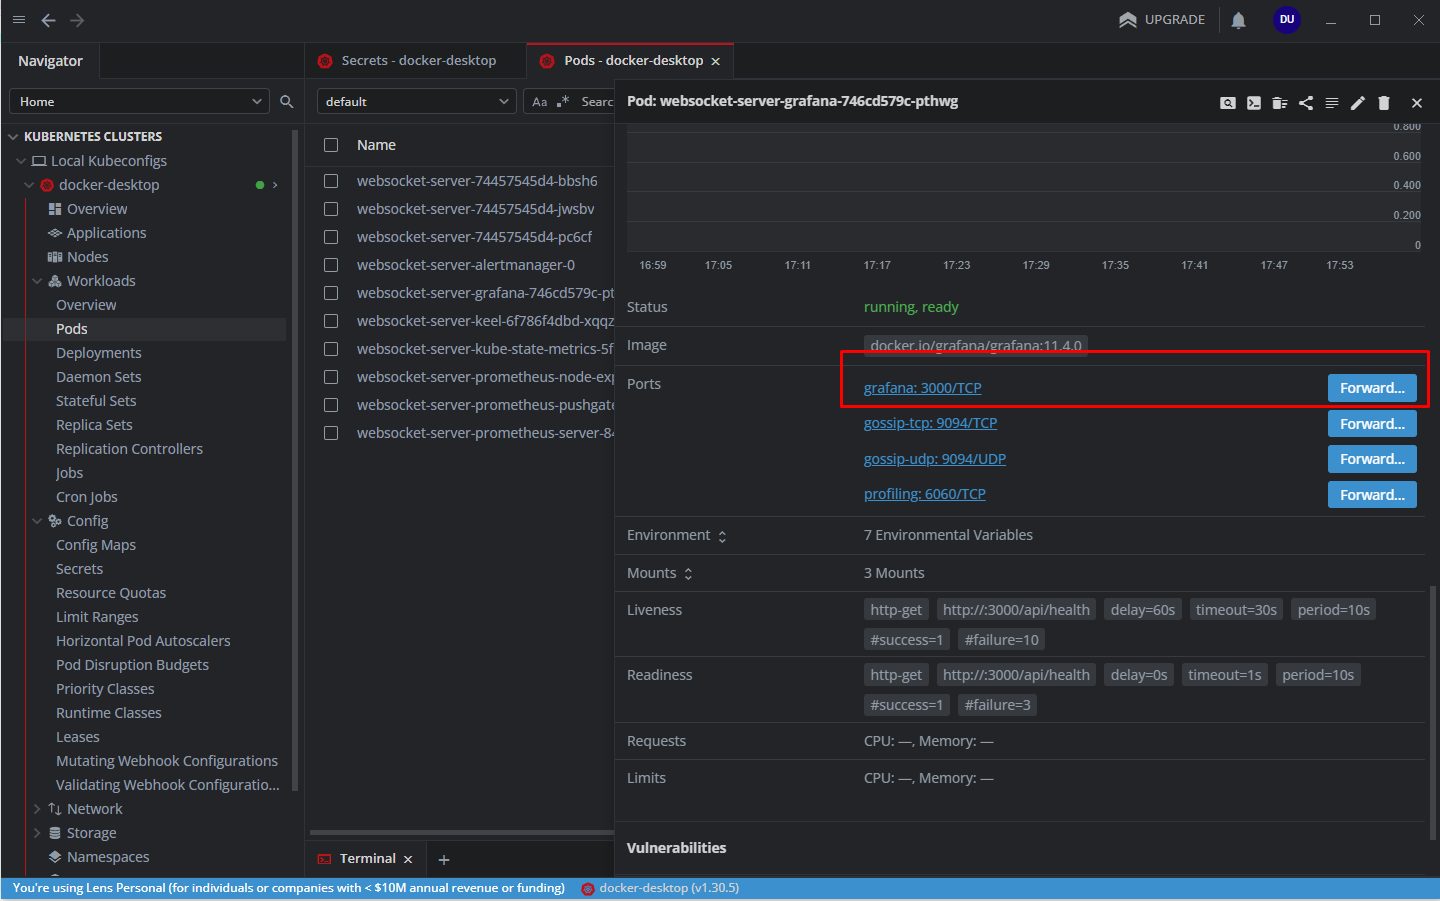 UPGRADE
DU
Navigator
Secrets - docker-desktop
Pods - docker-desktop
Home
default
Aa .* Searc
Pod: websocket-server-grafana-746cd579c-pthwg
KUBERNETES CLUSTERS
Local Kubeconfigs
docker-desktop
Overview
Applications
Nodes
Workloads
Overview
Pods
Deployments
Daemon Sets
Stateful Sets
Replica Sets
Replication Controllers
Jobs
Cron Jobs
Config
Config Maps
Secrets
Resource Quotas
Limit Ranges
Horizontal Pod Autoscalers
Pod Disruption Budgets
Priority Classes
Runtime Classes
Leases
Mutating Webhook Configurations
Validating Webhook Configuratio...
Network
Storage
Namespaces
Name
websocket-server-74457545d4-bbsh6
websocket-server-74457545d4-jwsbv
websocket-server-74457545d4-pc6cf
websocket-server-alertmanager-0
websocket-server-grafana-746cd579c-pt
websocket-server-keel-6f786f4dbd-xqqz
websocket-server-kube-state-metrics-5f
websocket-server-prometheus-node-exp
websocket-server-prometheus-pushgate
websocket-server-prometheus-server-84
0.800
0.600
0.400
0.200
0
16:59 17:05 17:11 17:17 17:23 17:29 17:35 17:41 17:47 17:53
Status running, ready
Image docker.io/grafana/grafana:11.4.0
Ports grafana: 3000/TCP Forward...
gossip-tcp: 9094/TCP Forward...
gossip-udp: 9094/UDP Forward...
profiling: 6060/TCP Forward...
Environment 7 Environmental Variables
Mounts 3 Mounts
Liveness http-get http://:3000/api/health delay=60s timeout=30s period=10s
#success=1 #failure=10
Readiness http-get http://:3000/api/health delay=0s timeout=1s period=10s
#success=1 #failure=3
Requests CPU: —, Memory: —
Limits CPU: —, Memory: —
Vulnerabilities
Terminal
You're using Lens Personal (for individuals or companies with < $10M annual revenue or funding)
docker-desktop (v1.30.5)